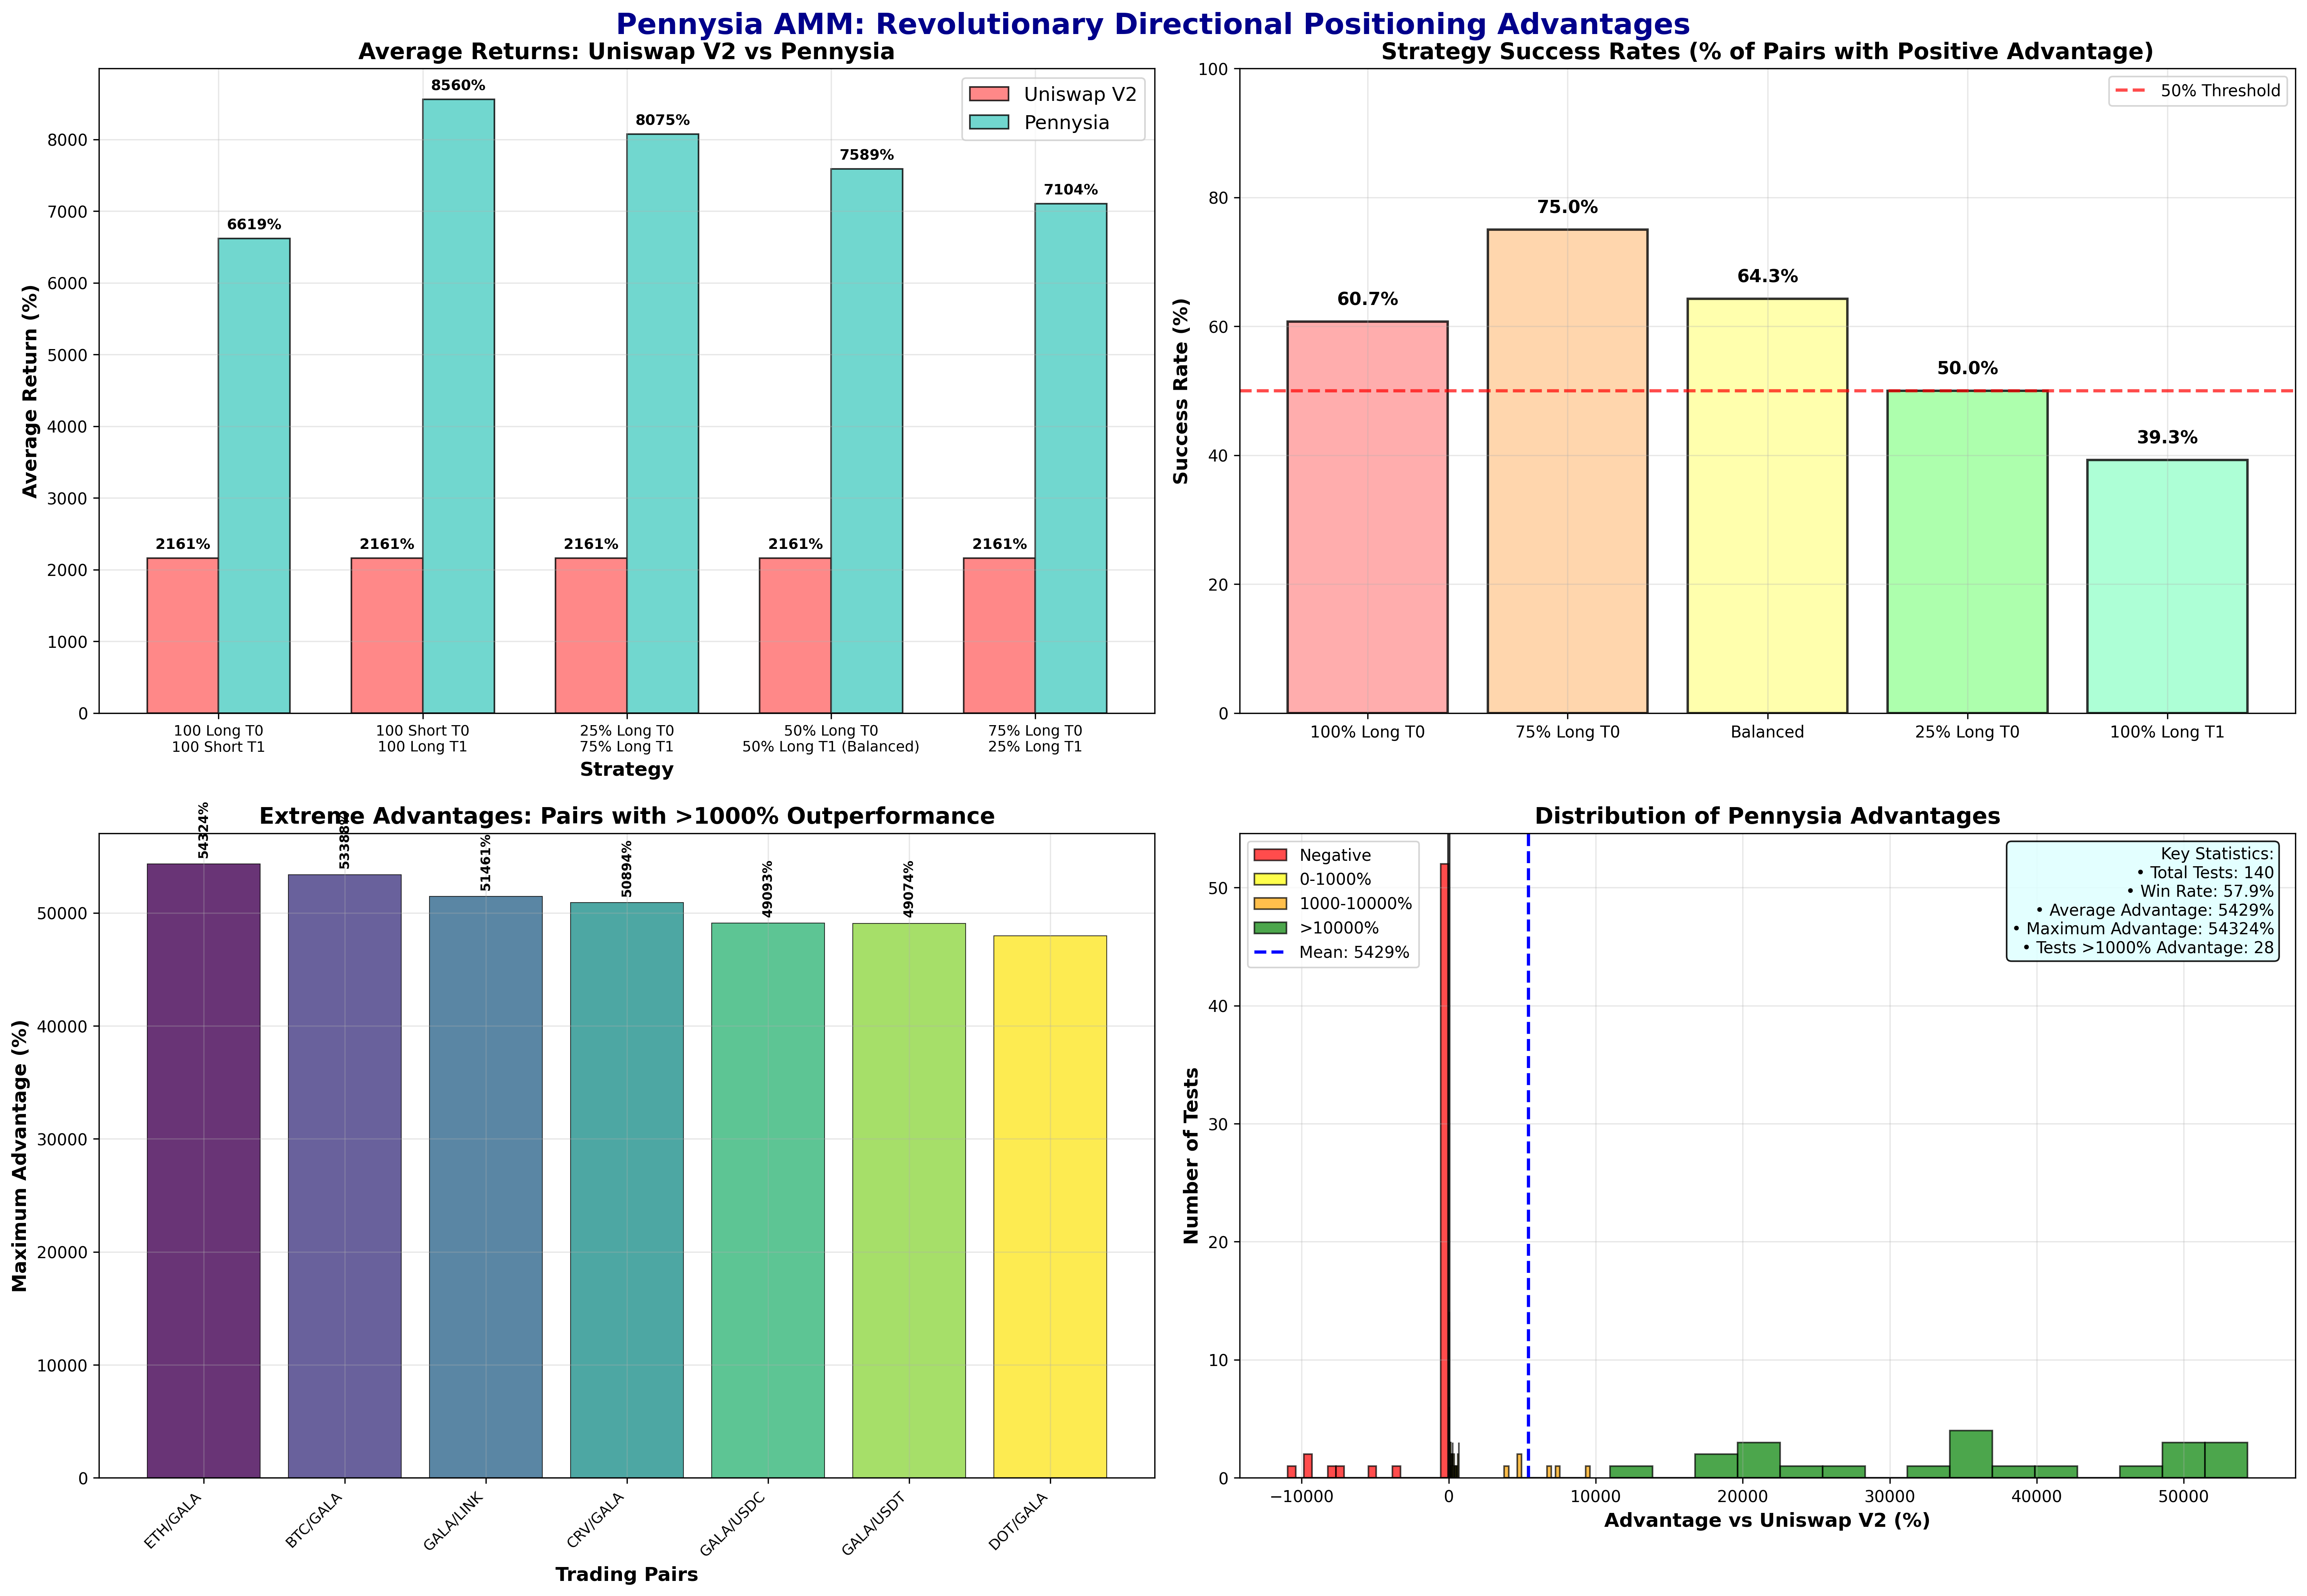 Pennysia AMM: Revolutionary Directional Positioning Advantages
Average Returns: Uniswap V2 vs Pennysia
Average Return (%)
8000
7000
6000
5000
4000
3000
2000
1000
0
2161%
6619%
2161%
8560%
2161%
8075%
2161%
7589%
2161%
7104%
Uniswap V2
Pennysia
100 Long T0
100 Short T1
100 Short T0
100 Long T1
25% Long T0
75% Long T1
50% Long T0
50% Long T1 (Balanced)
75% Long T0
25% Long T1
Strategy
Strategy Success Rates (% of Pairs with Positive Advantage)
Success Rate (%)
100
80
60
40
20
0
50% Threshold
60.7%
75.0%
64.3%
50.0%
39.3%
100% Long T0
75% Long T0
Balanced
25% Long T0
100% Long T1
Extreme Advantages: Pairs with >1000% Outperformance
Maximum Advantage (%)
50000
40000
30000
20000
10000
0
54324%
53388%
51461%
50894%
49093%
49074%
ETH/GALA
BTC/GALA
GALA/LINK
CRV/GALA
GALA/USDC
GALA/USDT
DOT/GALA
Trading Pairs
Distribution of Pennysia Advantages
Number of Tests
50
40
30
20
10
0
Negative
0-1000%
1000-10000%
>10000%
Mean: 5429%
Key Statistics:
• Total Tests: 140
• Win Rate: 57.9%
• Average Advantage: 5429%
• Maximum Advantage: 54324%
• Tests >1000% Advantage: 28
−10000
0
10000
20000
30000
40000
50000
Advantage vs Uniswap V2 (%)